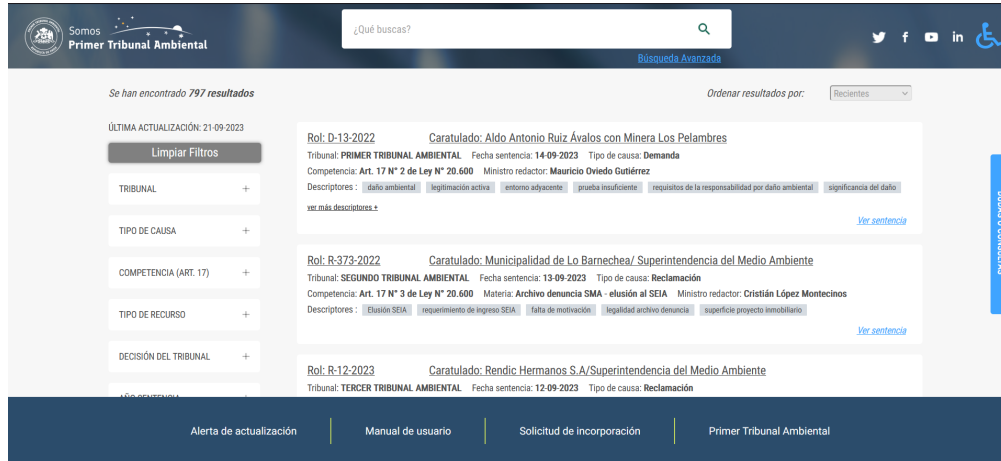 Somos
Primer Tribunal Ambiental
¿Qué buscas?
Búsqueda Avanzada
Se han encontrado 797 resultados
Ordenar resultados por: Recientes
ÚLTIMA ACTUALIZACIÓN: 21-09-2023
Limpiar Filtros
TRIBUNAL +
TIPO DE CAUSA +
COMPETENCIA (ART. 17) +
TIPO DE RECURSO +
DECISIÓN DEL TRIBUNAL +
AÑO SENTENCIA
Rol: D-13-2022 Caratulado: Aldo Antonio Ruiz Ávalos con Minera Los Pelambres
Tribunal: PRIMER TRIBUNAL AMBIENTAL Fecha sentencia: 14-09-2023 Tipo de causa: Demanda
Competencia: Art. 17 N° 2 de Ley N° 20.600 Ministro redactor: Mauricio Oviedo Gutiérrez
Descriptores : daño ambiental legitimación activa entorno adyacente prueba insuficiente requisitos de la responsabilidad por daño ambiental significancia del daño
ver más descriptores +
Ver sentencia
Rol: R-373-2022 Caratulado: Municipalidad de Lo Barnechea/ Superintendencia del Medio Ambiente
Tribunal: SEGUNDO TRIBUNAL AMBIENTAL Fecha sentencia: 13-09-2023 Tipo de causa: Reclamación
Competencia: Art. 17 N° 3 de Ley N° 20.600 Materia: Archivo denuncia SMA - elusión al SEIA Ministro redactor: Cristián López Montecinos
Descriptores : Elusión SEIA requerimiento de ingreso SEIA falta de motivación legalidad archivo denuncia superficie proyecto inmobiliario
Ver sentencia
Rol: R-12-2023 Caratulado: Rendic Hermanos S.A/Superintendencia del Medio Ambiente
Tribunal: TERCER TRIBUNAL AMBIENTAL Fecha sentencia: 12-09-2023 Tipo de causa: Reclamación
Alerta de actualización Manual de usuario Solicitud de incorporación Primer Tribunal Ambiental